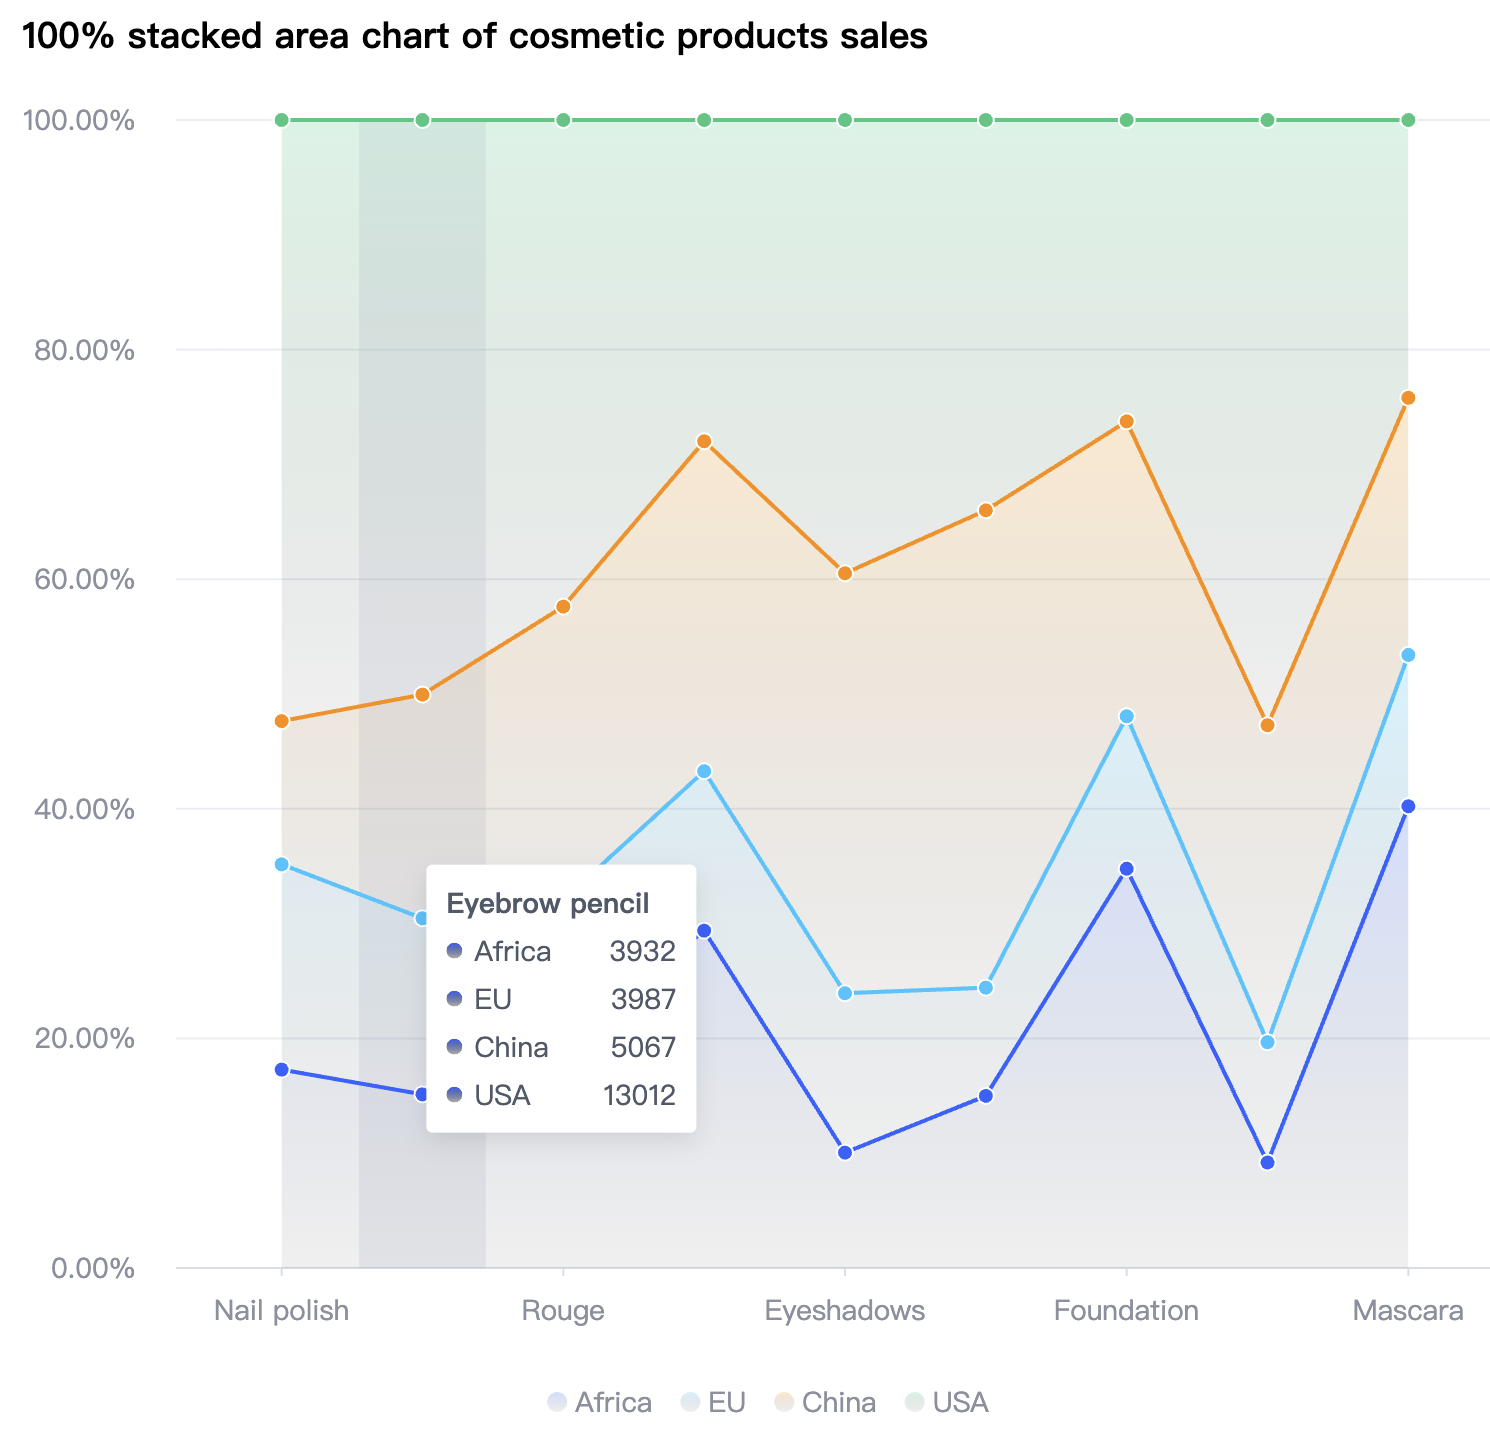 100% stacked area chart of cosmetic products sales
100.00%
80.00%
60.00%
40.00%
20.00%
0.00%
Eyebrow pencil
Africa 3932
EU 3987
China 5067
USA 13012
Nail polish Rouge Eyeshadows Foundation Mascara
Africa EU China USA